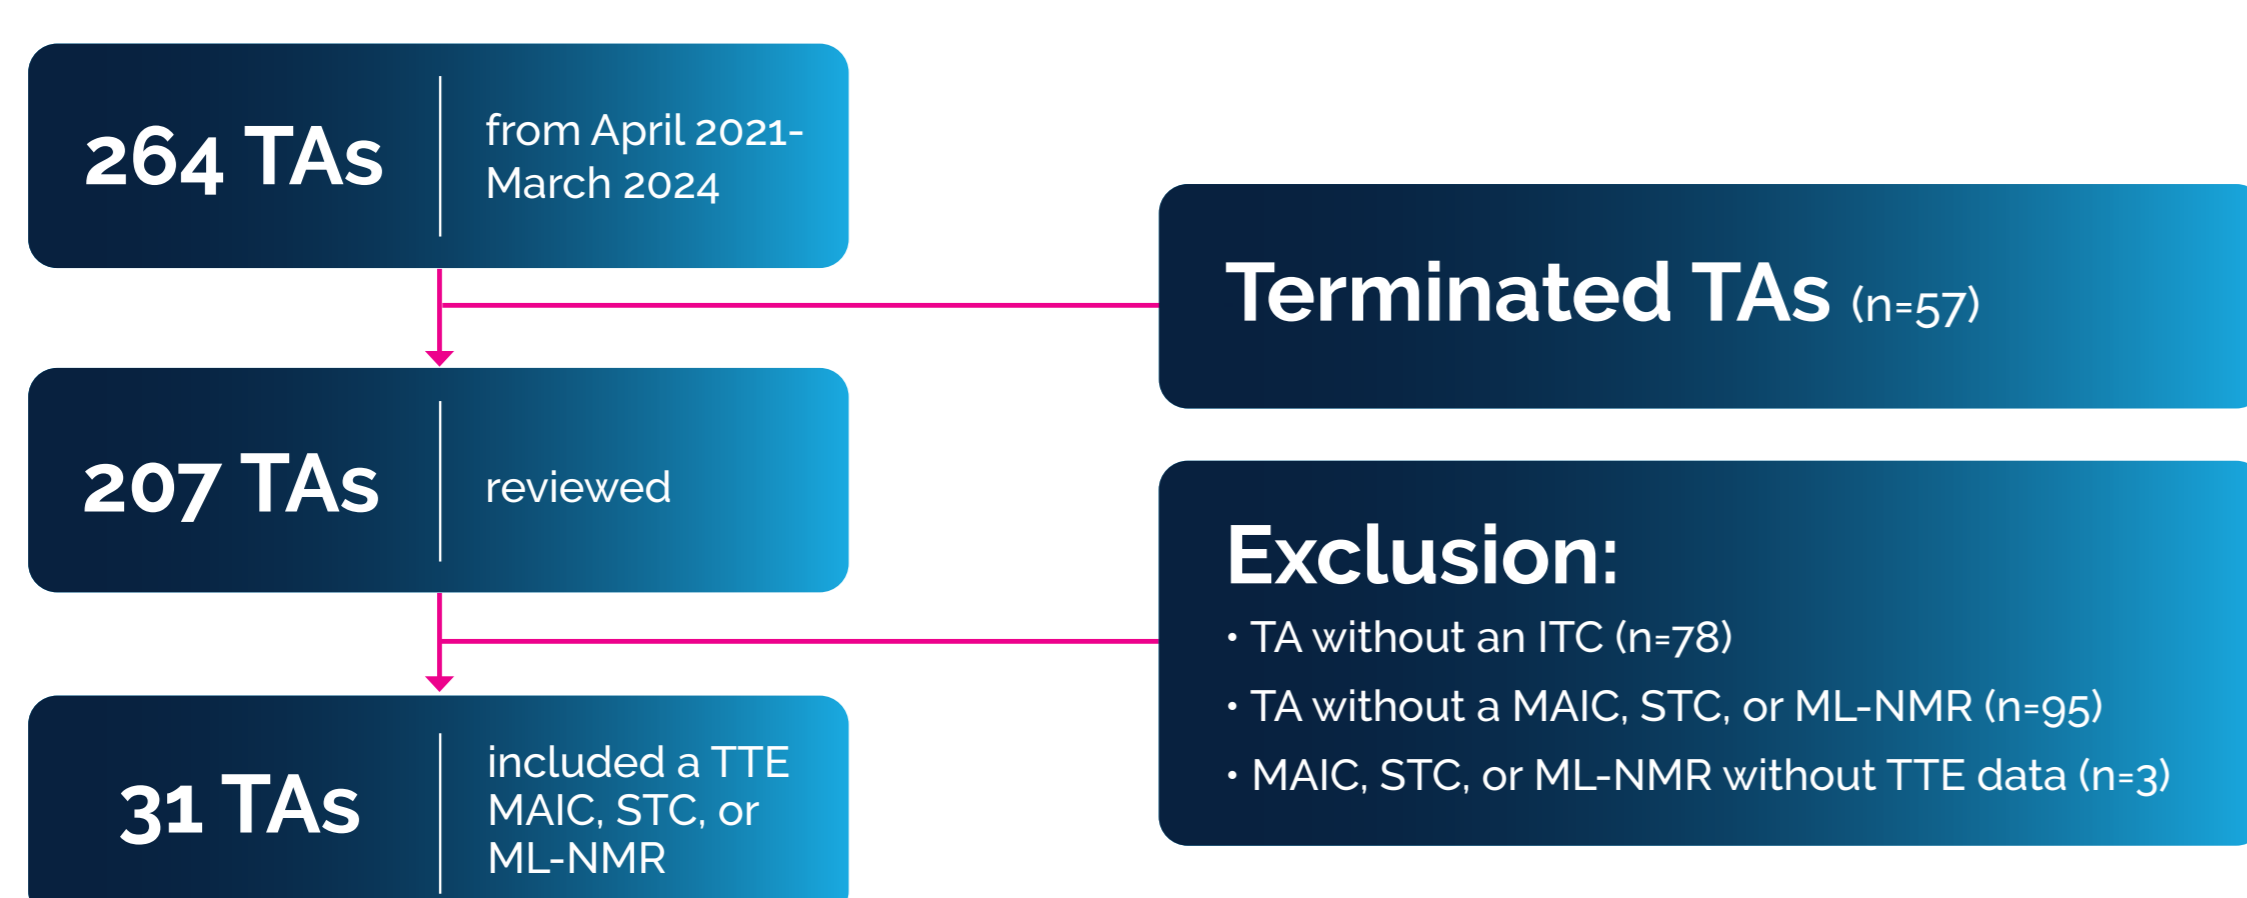 264 TAs
from April 2021-
March 2024
Terminated TAs (n=57)
207 TAs
reviewed
Exclusion:
• TA without an ITC (n=78)
• TA without a MAIC, STC, or ML-NMR (n=95)
• MAIC, STC, or ML-NMR without TTE data (n=3)
31 TAs
included a TTE
MAIC, STC, or
ML-NMR